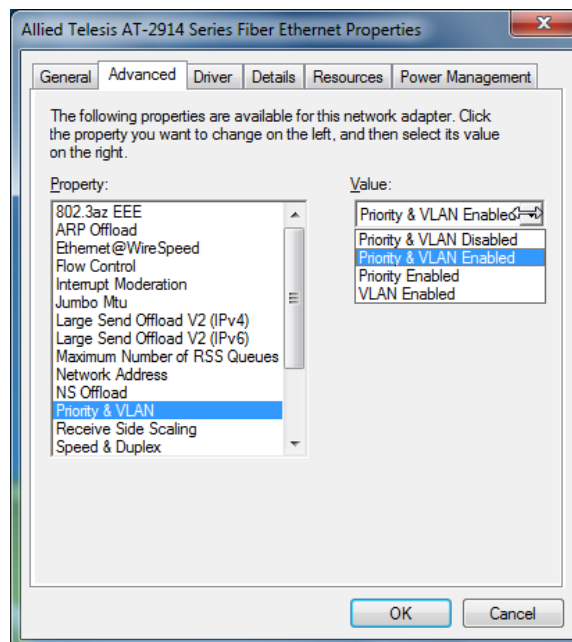 Allied Telesis AT-2914 Series Fiber Ethernet Properties
General Advanced Driver Details Resources Power Management
The following properties are available for this network adapter. Click
the property you want to change on the left, and then select its value
on the right.
Property:
802.3az EEE
ARP Offload
Ethernet@WireSpeed
Flow Control
Interrupt Moderation
Jumbo Mtu
Large Send Offload V2 (IPv4)
Large Send Offload V2 (IPv6)
Maximum Number of RSS Queues
Network Address
NS Offload
Priority & VLAN
Receive Side Scaling
Speed & Duplex
Value:
Priority & VLAN Enabled
Priority & VLAN Disabled
Priority & VLAN Enabled
Priority Enabled
VLAN Enabled
OK Cancel